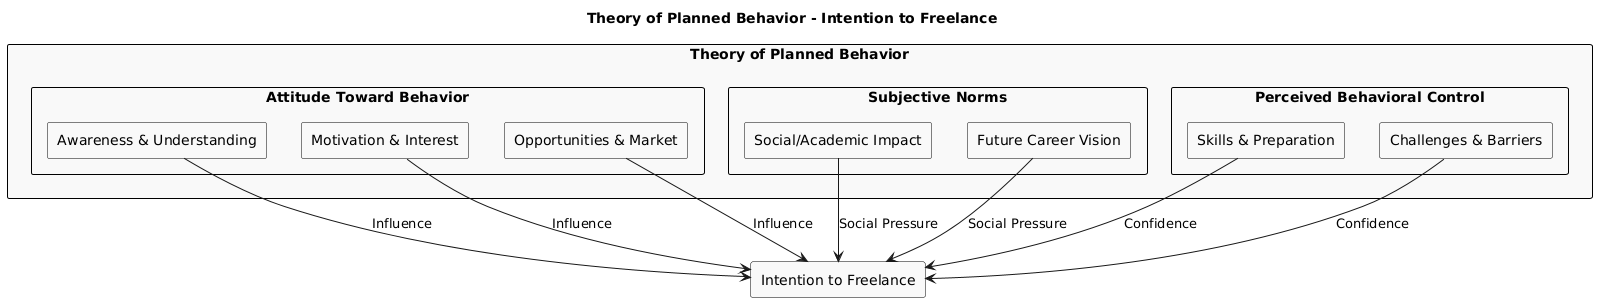 Theory of Planned Behavior - Intention to Freelance
Theory of Planned Behavior
Attitude Toward Behavior
Awareness & Understanding
Motivation & Interest
Opportunities & Market
Subjective Norms
Social/Academic Impact
Future Career Vision
Perceived Behavioral Control
Skills & Preparation
Challenges & Barriers
Influence
Influence
Influence
Social Pressure
Social Pressure
Confidence
Confidence
Intention to Freelance